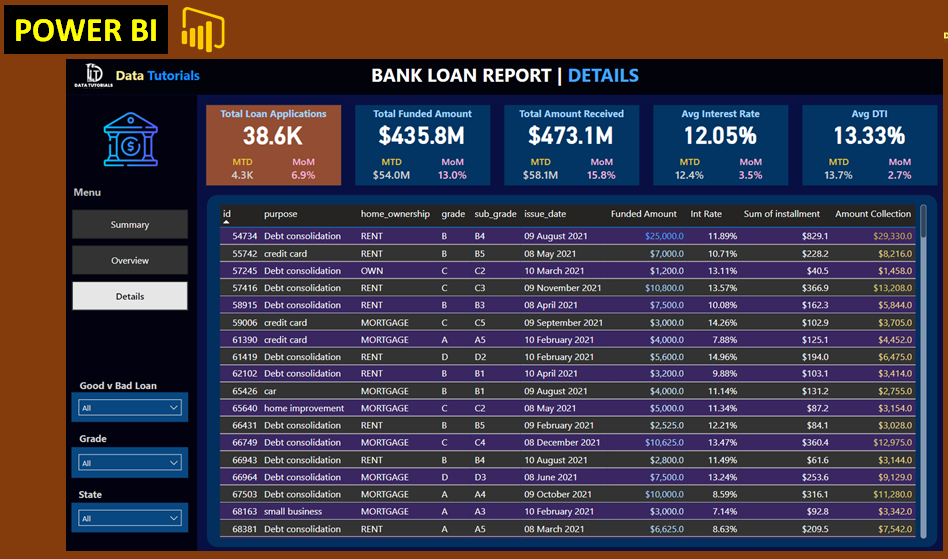 POWER BI
DATA TUTORIALS
Data Tutorials
BANK LOAN REPORT | DETAILS
Total Loan Applications
38.6K
MTD MoM
4.3K 6.9%
Total Funded Amount
$435.8M
MTD MoM
$54.0M 13.0%
Total Amount Received
$473.1M
MTD MoM
$58.1M 15.8%
Avg Interest Rate
12.05%
MTD MoM
12.4% 3.5%
Avg DTI
13.33%
MTD MoM
13.7% 2.7%
Menu
Summary
Overview
Details
Good v Bad Loan
All
Grade
All
State
All
id purpose home_ownership grade sub_grade issue_date Funded Amount Int Rate Sum of installment Amount Collection
54734 Debt consolidation RENT B B4 09 August 2021 $25,000.0 11.89% $829.1 $29,330.0
55742 credit card RENT B B5 08 May 2021 $7,000.0 10.71% $228.2 $8,216.0
57245 Debt consolidation OWN C C2 10 March 2021 $1,200.0 13.11% $40.5 $1,458.0
57416 Debt consolidation RENT C C3 09 November 2021 $10,800.0 13.57% $366.9 $13,208.0
58915 Debt consolidation RENT B B3 08 April 2021 $7,500.0 10.08% $162.3 $5,844.0
59006 credit card MORTGAGE C C5 09 September 2021 $3,000.0 14.26% $102.9 $3,705.0
61390 credit card MORTGAGE A A5 10 February 2021 $4,000.0 7.88% $125.1 $4,452.0
61419 Debt consolidation RENT D D2 10 February 2021 $5,600.0 14.96% $194.0 $6,475.0
62102 Debt consolidation RENT B B1 10 April 2021 $3,200.0 9.88% $103.1 $3,414.0
65426 car MORTGAGE B B1 09 August 2021 $4,000.0 11.14% $131.2 $2,755.0
65640 home improvement MORTGAGE C C2 08 May 2021 $5,000.0 11.34% $87.2 $3,154.0
66431 Debt consolidation RENT B B5 09 February 2021 $2,525.0 12.21% $84.1 $3,028.0
66749 Debt consolidation MORTGAGE C C4 08 December 2021 $10,625.0 13.47% $360.4 $12,975.0
66943 Debt consolidation RENT B B4 10 August 2021 $2,800.0 11.49% $61.6 $3,144.0
66964 Debt consolidation MORTGAGE D D3 08 June 2021 $7,500.0 13.24% $253.6 $9,129.0
67503 Debt consolidation MORTGAGE A A4 09 October 2021 $10,000.0 8.59% $316.1 $11,280.0
68163 small business MORTGAGE A A3 10 February 2021 $3,000.0 7.14% $92.8 $3,342.0
68381 Debt consolidation RENT A A5 08 March 2021 $6,625.0 8.63% $209.5 $7,542.0